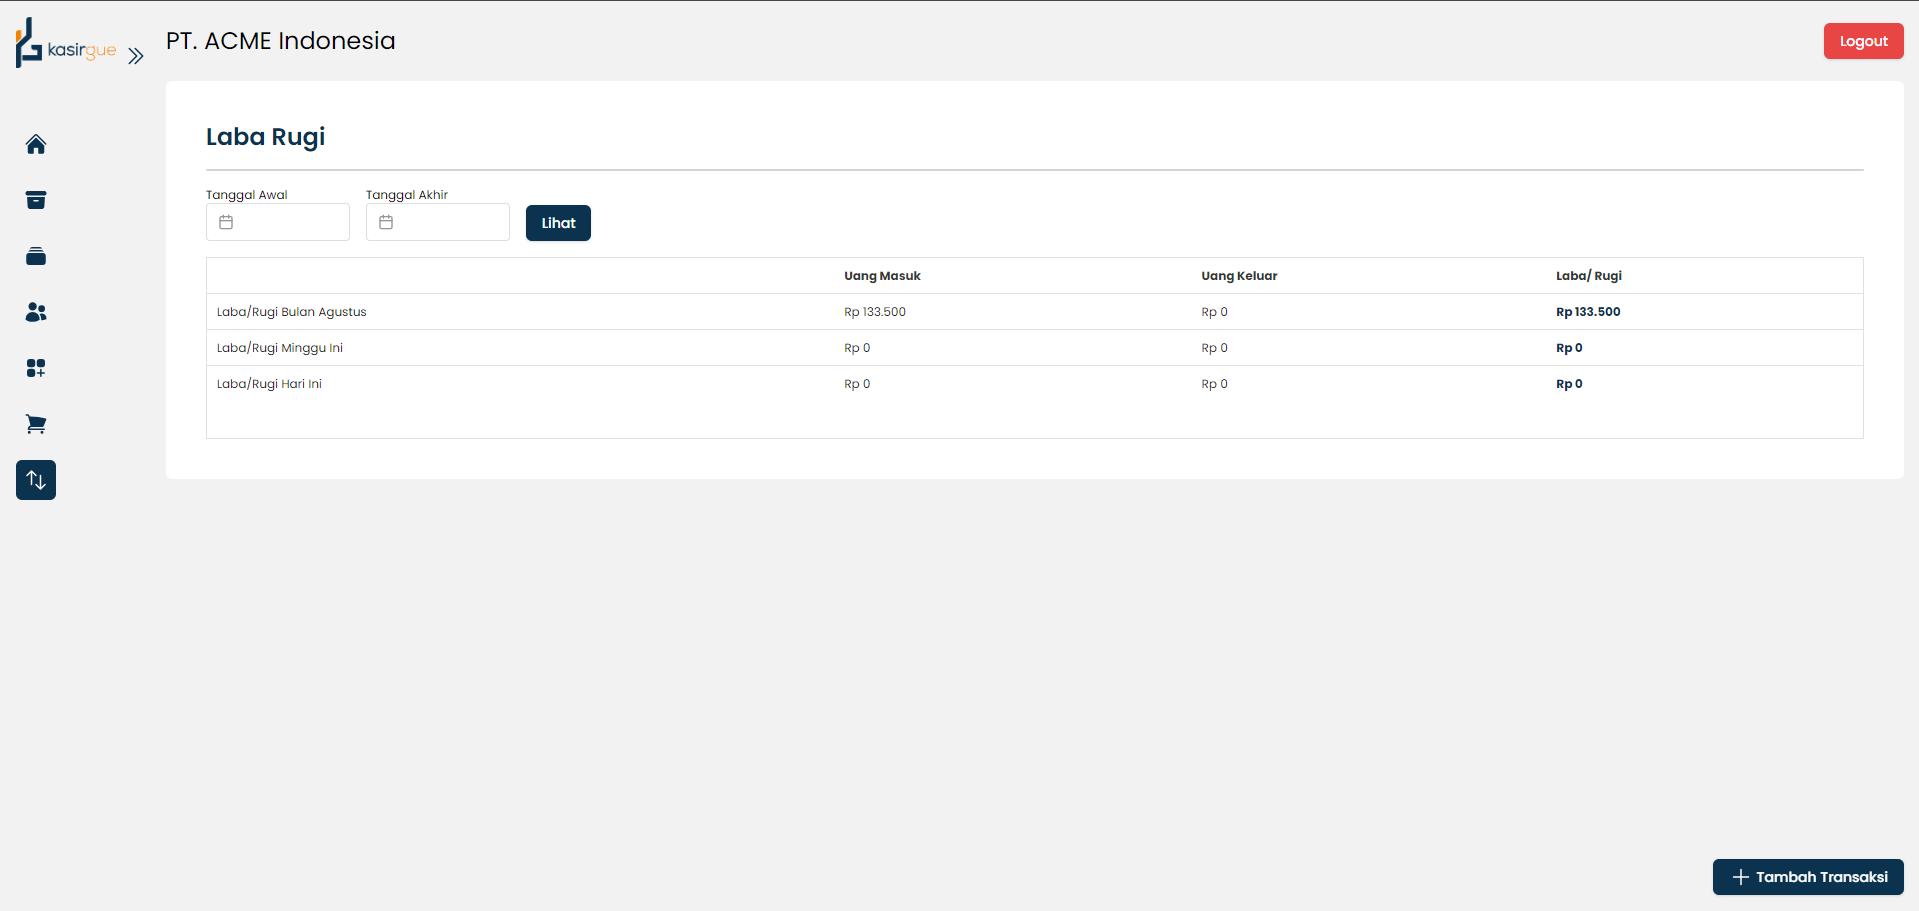 kasirgue
PT. ACME Indonesia
Logout
Laba Rugi
Tanggal Awal Tanggal Akhir
Lihat
Uang Masuk Uang Keluar Laba/ Rugi
Laba/Rugi Bulan Agustus Rp 133.500 Rp 0 Rp 133.500
Laba/Rugi Minggu Ini Rp 0 Rp 0 Rp 0
Laba/Rugi Hari Ini Rp 0 Rp 0 Rp 0
Tambah Transaksi